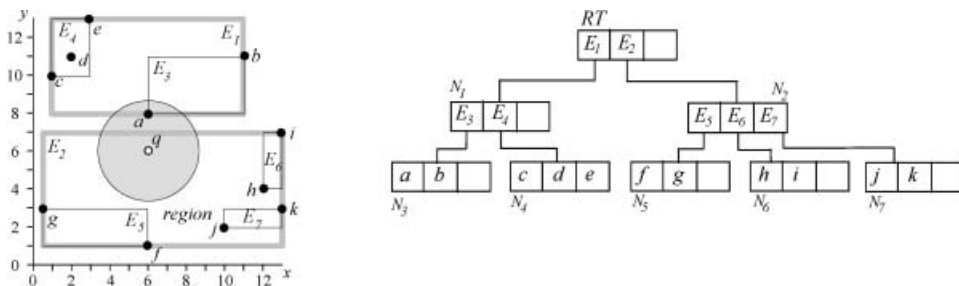 y
12
10
8
6
4
2
0
0 2 4 6 8 10 12 x
e
E4
d
c
E1
b
E3
a
q
i
E2
E6
h
region
k
g
E5
E7
j
f
RT
E1 E2
N1
E3 E4
N2
E5 E6 E7
a b
c d e
f g
h i
j k
N3 N4 N5 N6 N7